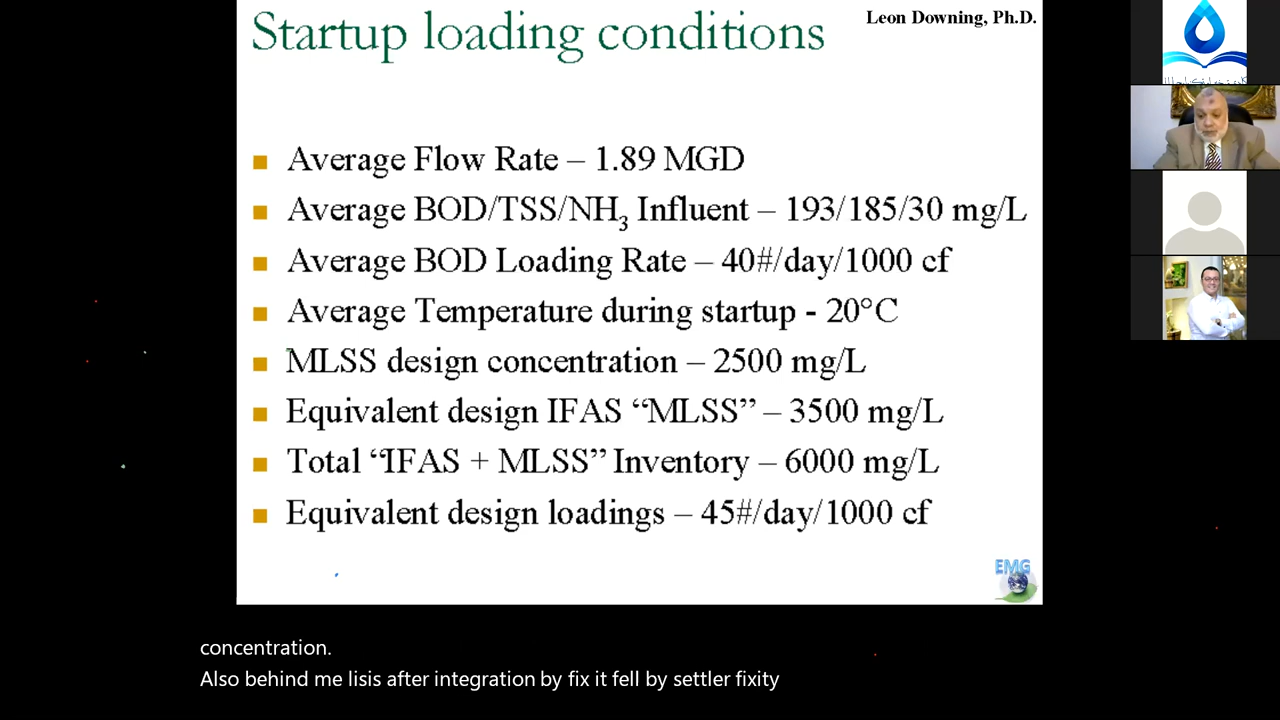 Startup loading conditions
Leon Downing, Ph.D.
Average Flow Rate – 1.89 MGD
Average BOD/TSS/NH3 Influent – 193/185/30 mg/L
Average BOD Loading Rate – 40#/day/1000 cf
Average Temperature during startup - 20°C
MLSS design concentration – 2500 mg/L
Equivalent design IFAS “MLSS” – 3500 mg/L
Total “IFAS + MLSS” Inventory – 6000 mg/L
Equivalent design loadings – 45#/day/1000 cf
EMG
concentration.
Also behind me lisis after integration by fix it fell by settler fixity